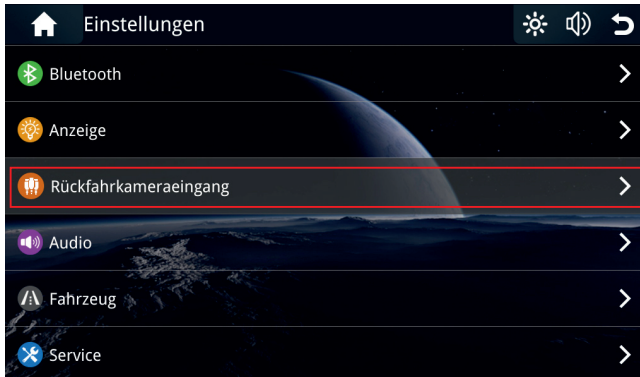 Einstellungen
Bluetooth
Anzeige
Rückfahrkameraeingang
Audio
Fahrzeug
Service